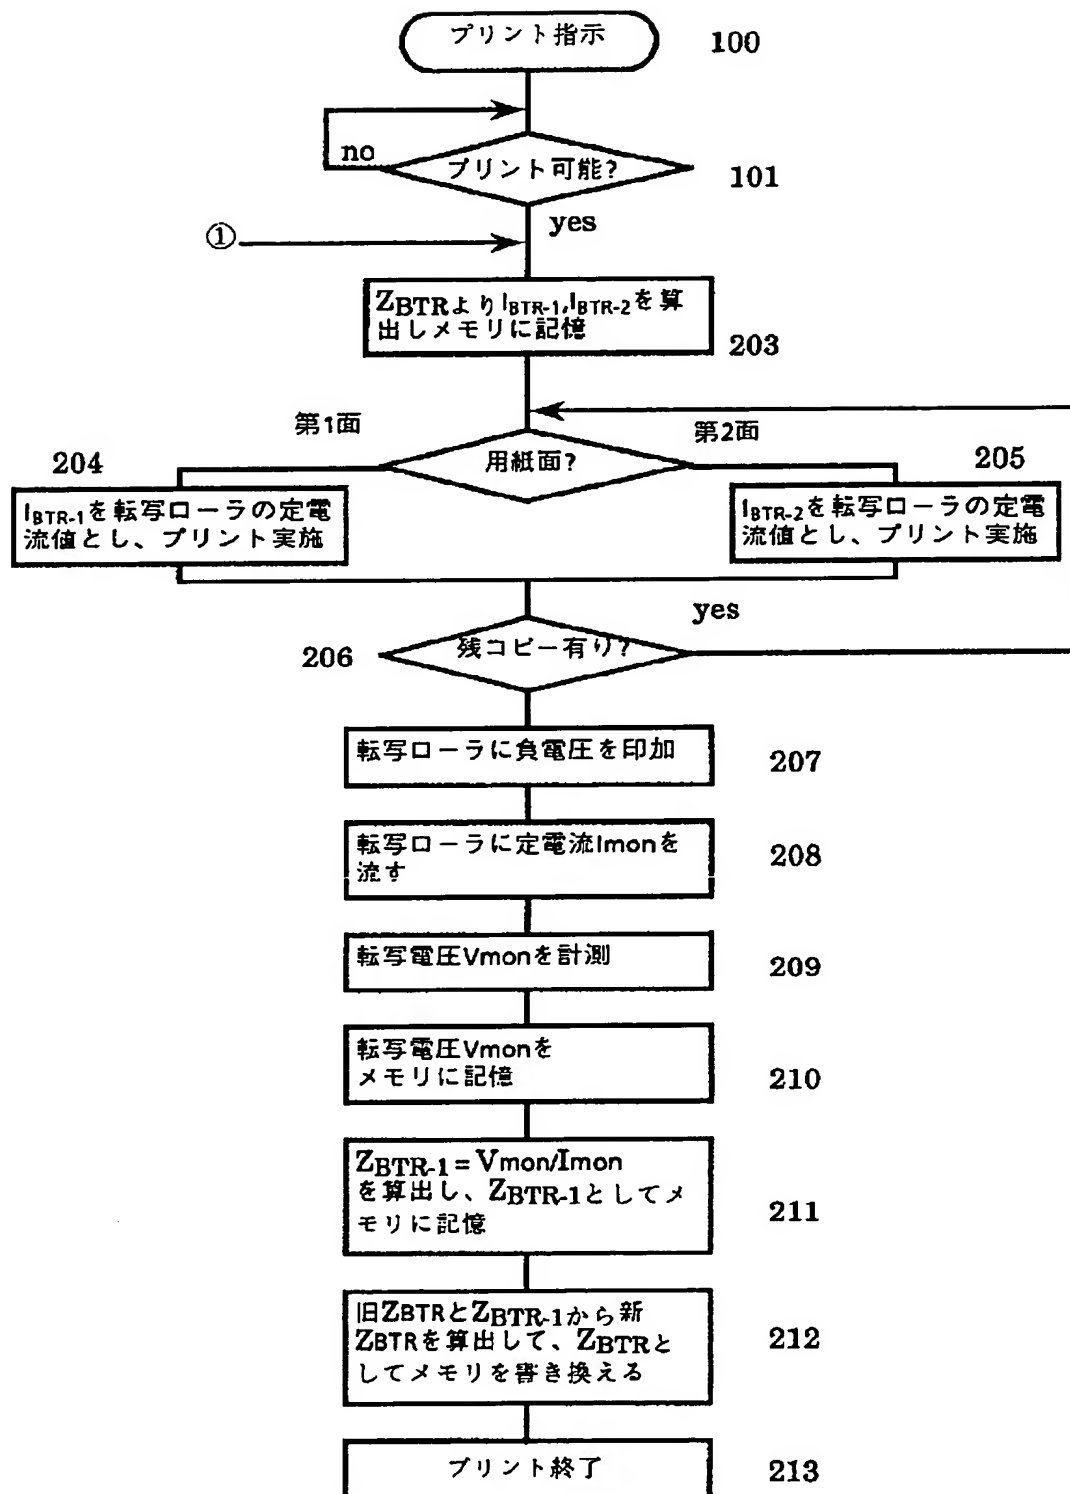 プリント指示
100
no
プリント可能?
101
yes
①
ZBTRよりIBTR-1,IBTR-2を算
出しメモリに記憶
203
第1面
第2面
用紙面?
204
205
IBTR-1を転写ローラの定電
流値とし、プリント実施
IBTR-2を転写ローラの定電
流値とし、プリント実施
yes
残コピー有り?
206
転写ローラに負電圧を印加
207
転写ローラに定電流Imonを
流す
208
転写電圧Vmonを計測
209
転写電圧Vmonを
メモリに記憶
210
ZBTR-1=Vmon/Imon
を算出し、ZBTR-1としてメ
モリに記憶
211
旧ZBTRとZBTR-1から新
ZBTRを算出して、ZBTRと
してメモリを書き換える
212
プリント終了
213